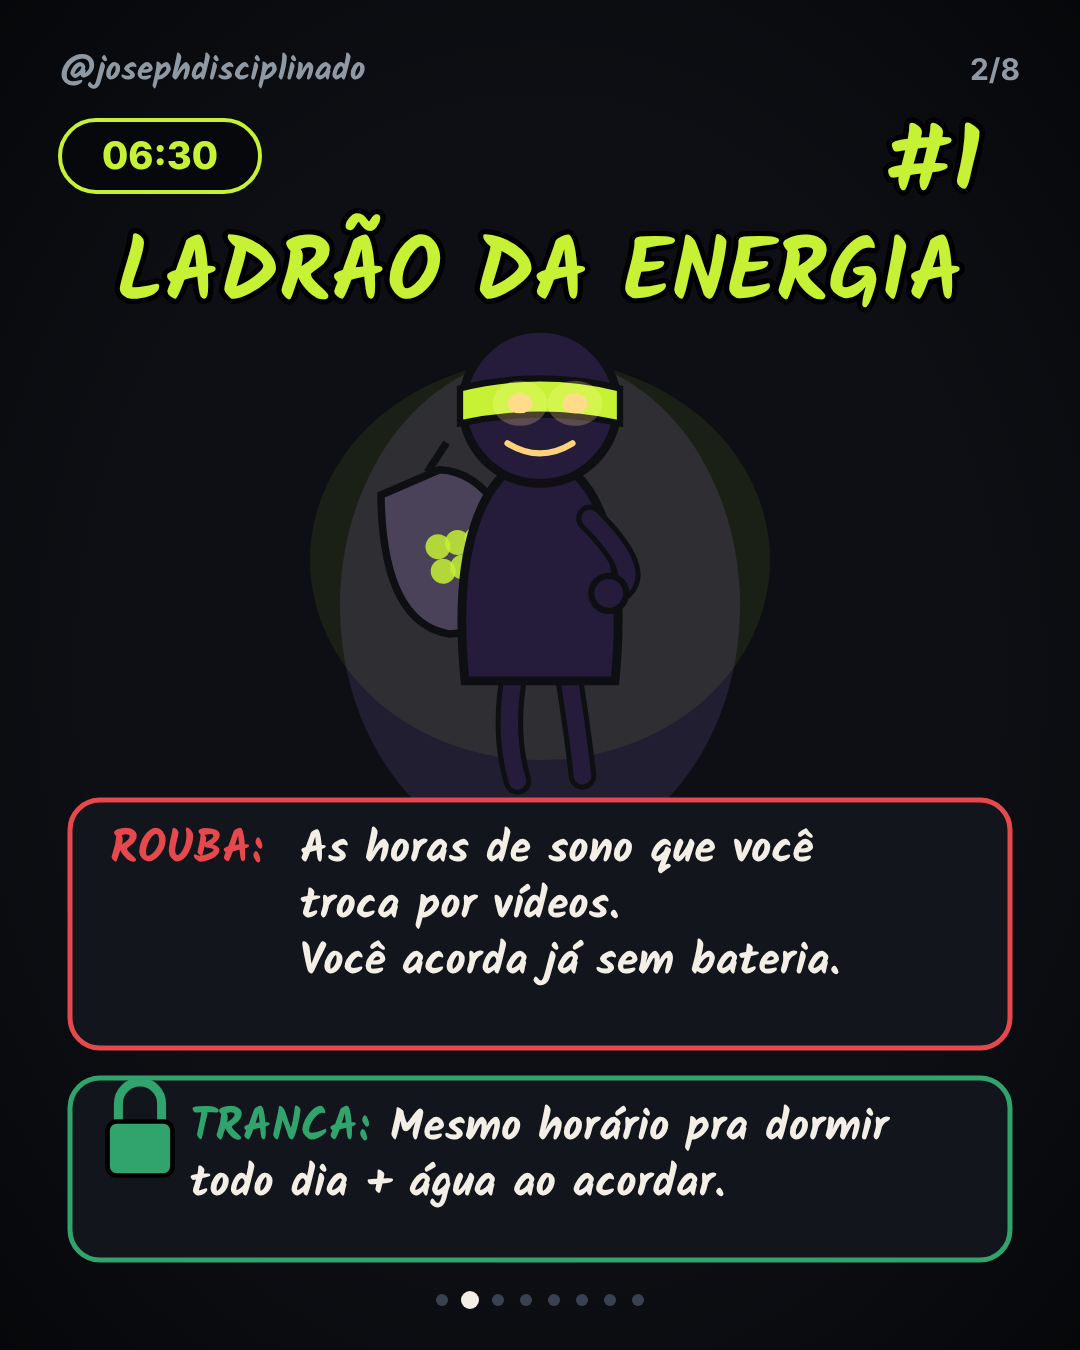 @josephdisciplinado
2/8
06:30
#1
LADRÃO DA ENERGIA
ROUBA: As horas de sono que você
troca por vídeos.
Você acorda já sem bateria.
TRANCA: Mesmo horário pra dormir
todo dia + água ao acordar.